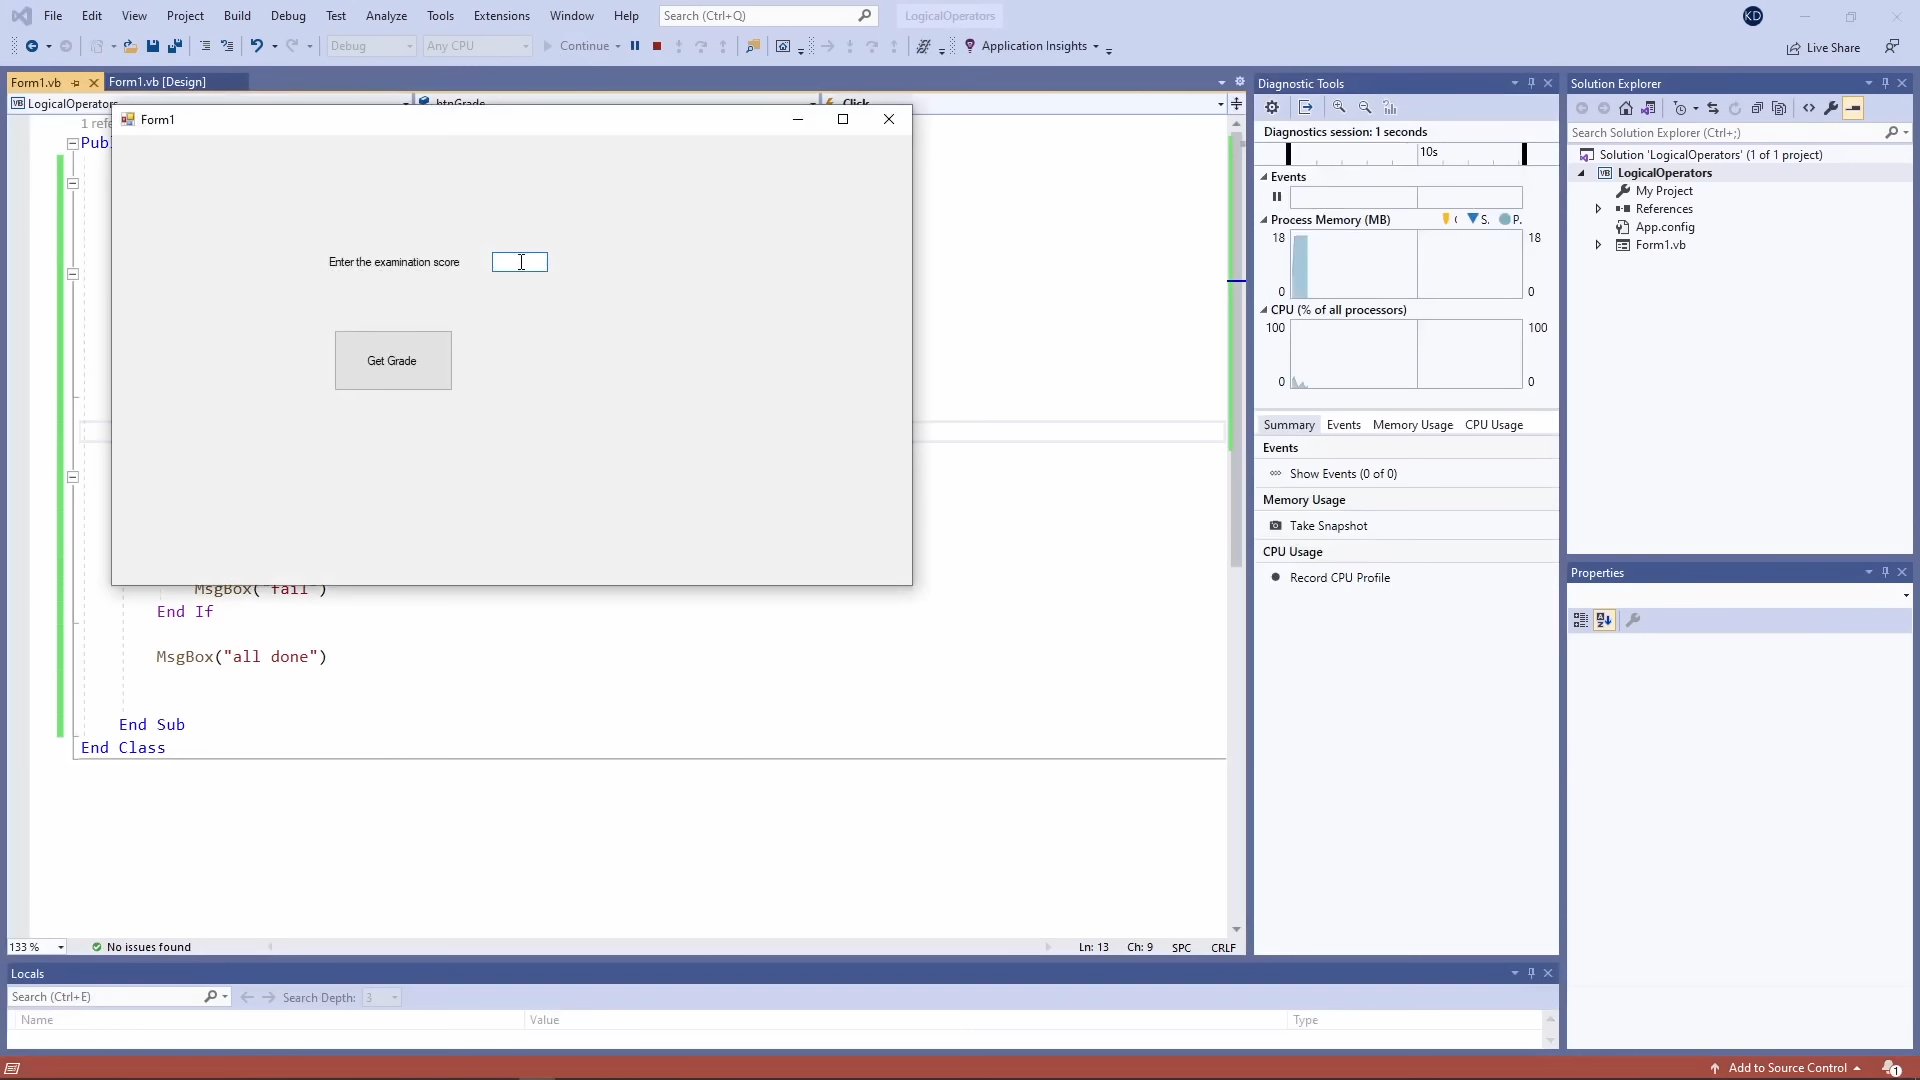 File Edit View Project Build Debug Test Analyze Tools Extensions Window Help Search (Ctrl+Q) LogicalOperators KD
Debug Any CPU Continue Application Insights Live Share
Form1.vb Form1.vb [Design]
VB LogicalOperators btnGrade Click
1 refe
Publ
Form1
Enter the examination score
Get Grade
MsgBox("fail")
End If
MsgBox("all done")
End Sub
End Class
133 % No issues found Ln: 13 Ch: 9 SPC CRLF
Diagnostic Tools
Diagnostics session: 1 seconds
10s
Events
Process Memory (MB) S. P.
18 18
0 0
CPU (% of all processors)
100 100
0 0
Summary Events Memory Usage CPU Usage
Events
Show Events (0 of 0)
Memory Usage
Take Snapshot
CPU Usage
Record CPU Profile
Solution Explorer
Search Solution Explorer (Ctrl+;)
Solution 'LogicalOperators' (1 of 1 project)
VB LogicalOperators
My Project
References
App.config
Form1.vb
Properties
Locals
Search (Ctrl+E) Search Depth: 3
Name Value Type
Add to Source Control 1